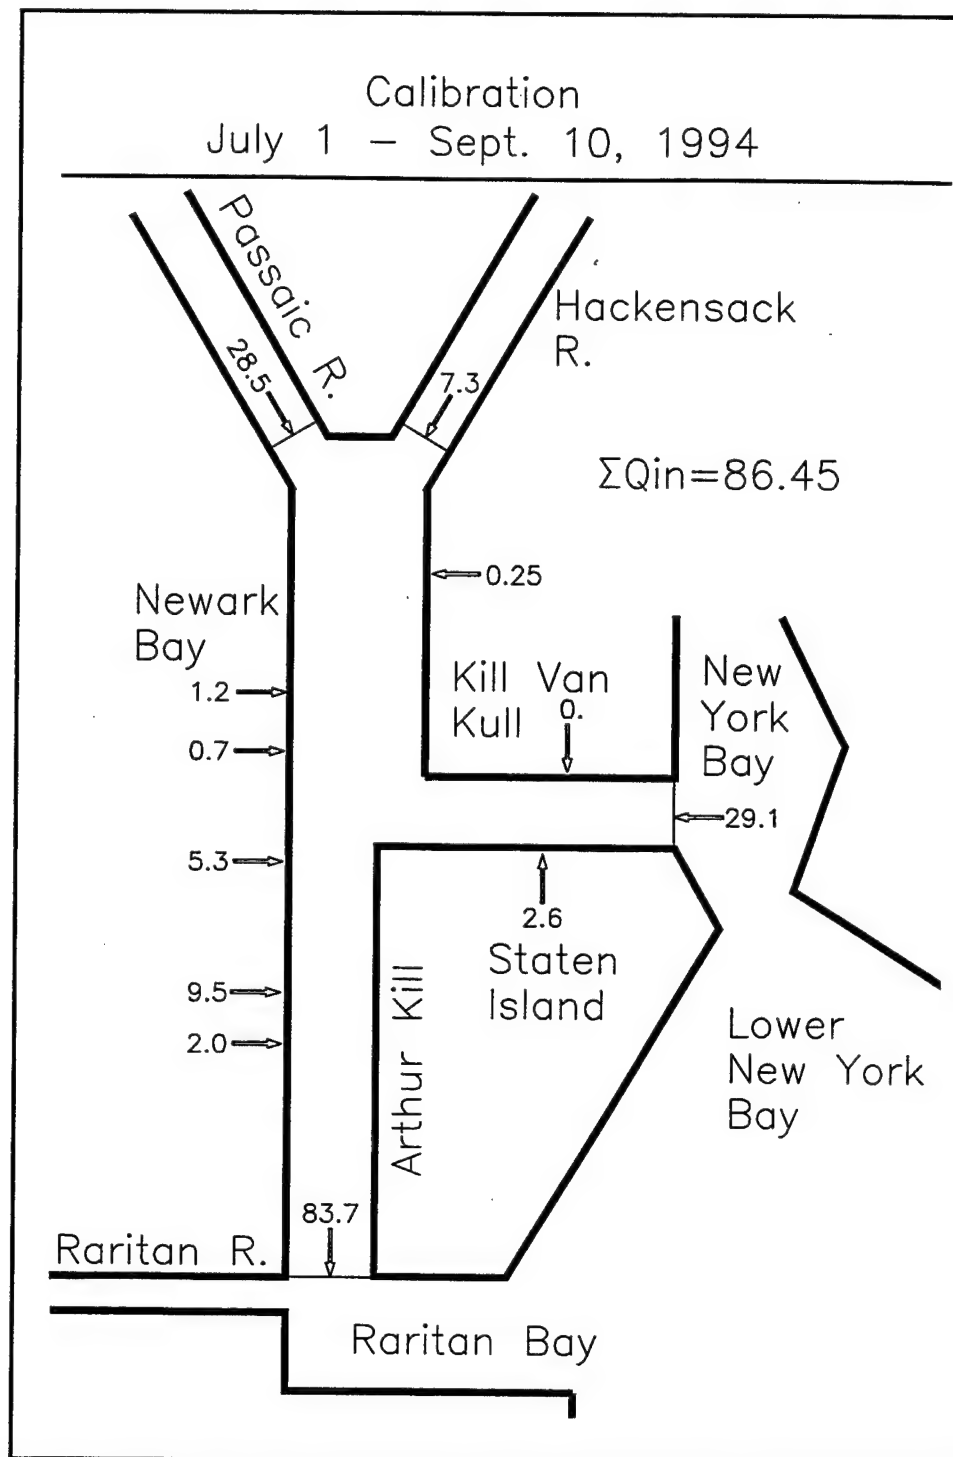 Calibration
July 1 – Sept. 10, 1994
Passaic R.
Hackensack
R.
28.5
7.3
ΣQin=86.45
0.25
Newark
Bay
1.2
0.7
Kill Van
Kull
0.
New
York
Bay
29.1
5.3
2.6
Staten
Island
9.5
2.0
Arthur Kill
Lower
New York
Bay
83.7
Raritan R.
Raritan Bay